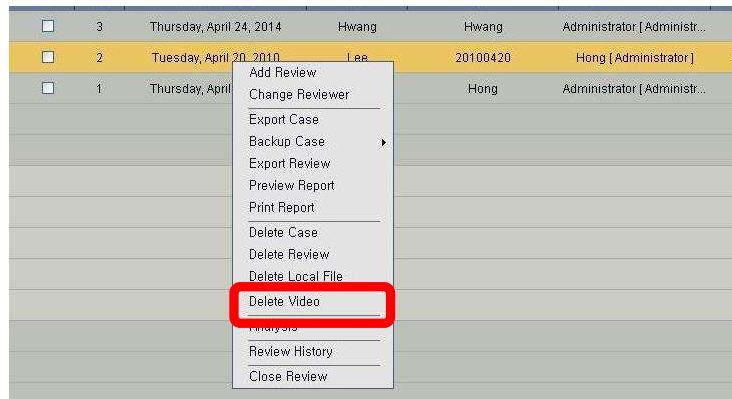 3 Thursday, April 24, 2014 Hwang Hwang Administrator [ Administr...
2 Tuesday, April 20, 2010 Lee 20100420 Hong [ Administrator ]
1 Thursday, April Hong Administrator [ Administr...
Add Review
Change Reviewer
Export Case
Backup Case
Export Review
Preview Report
Print Report
Delete Case
Delete Review
Delete Local File
Delete Video
Analysis
Review History
Close Review